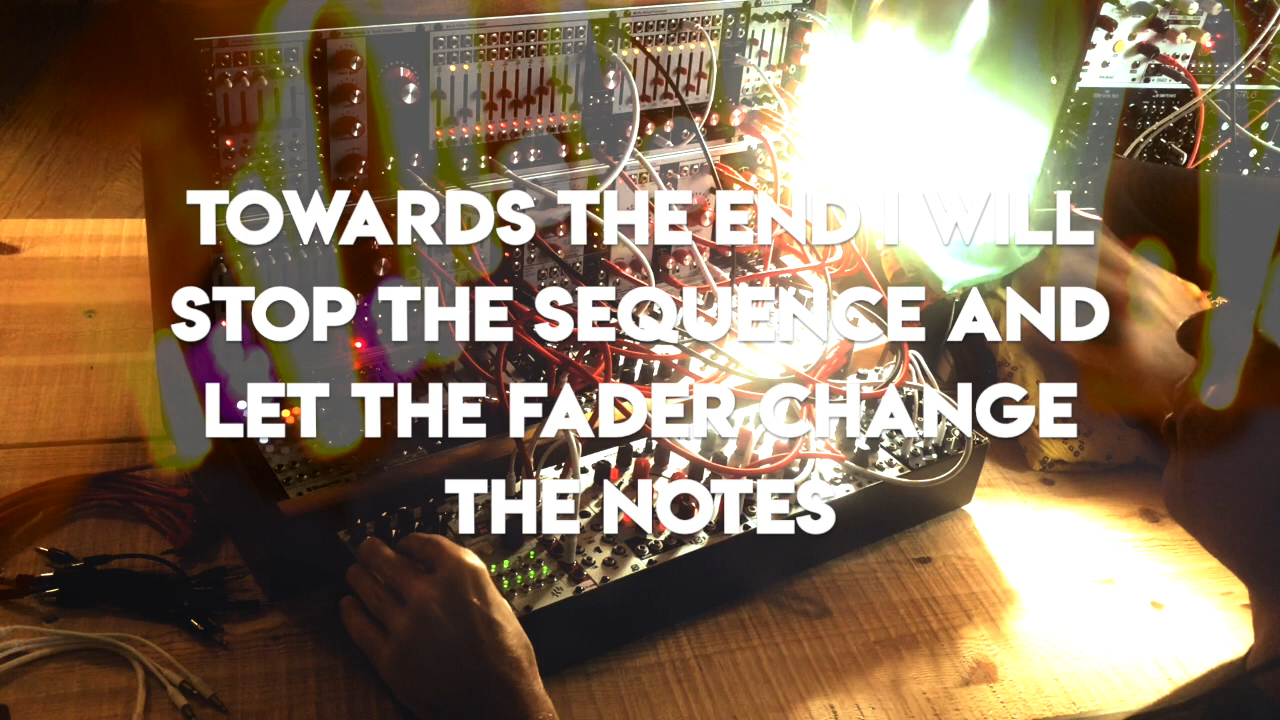 TOWARDS THE END I WILL
STOP THE SEQUENCE AND
LET THE FADER CHANGE
THE NOTES